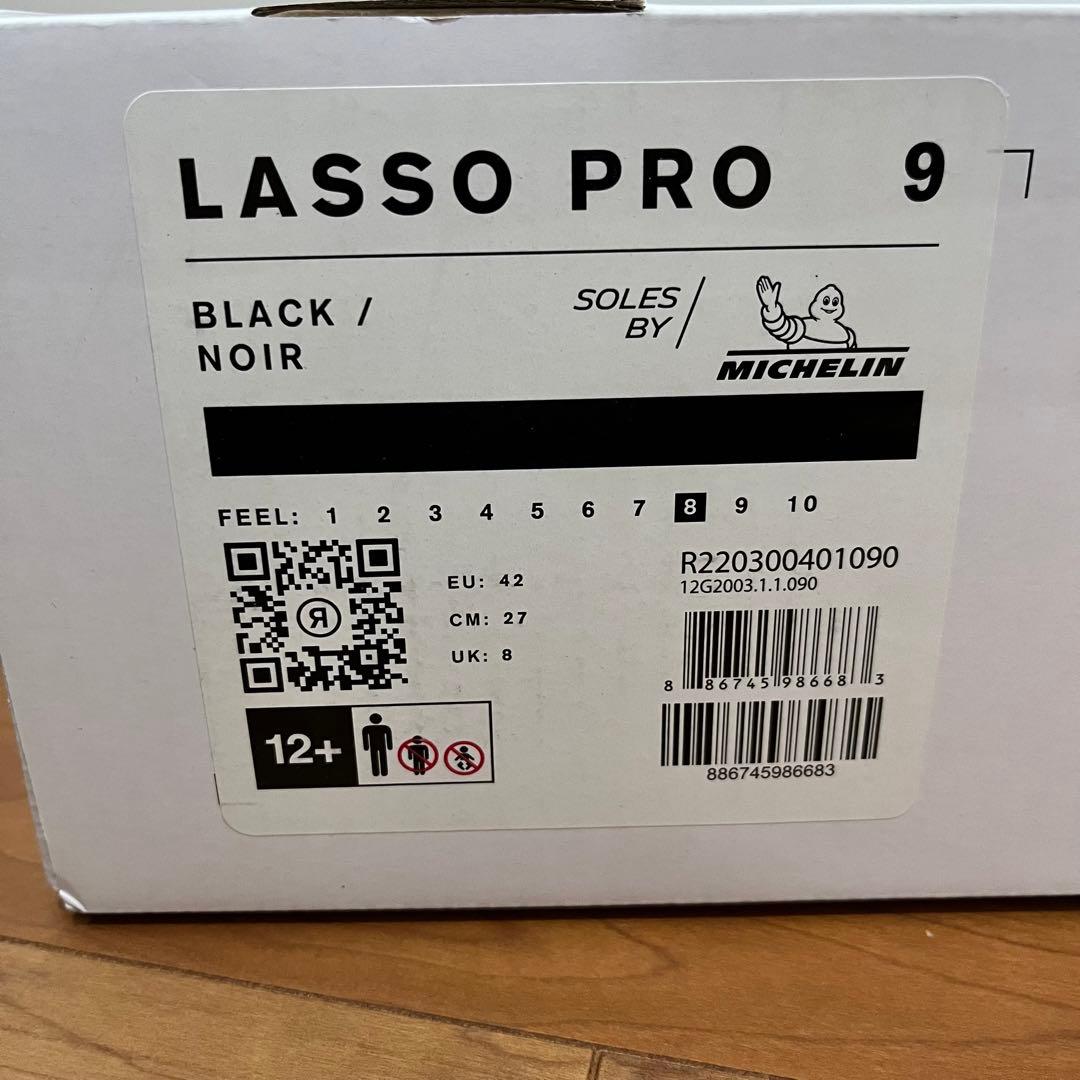 LASSO PRO 9
BLACK /
NOIR
SOLES
BY
MICHELIN
FEEL: 1 2 3 4 5 6 7 8 9 10
EU: 42
CM: 27
UK: 8
R220300401090
12G2003.1.1.090
8 86745 98668 3
886745986683
12+